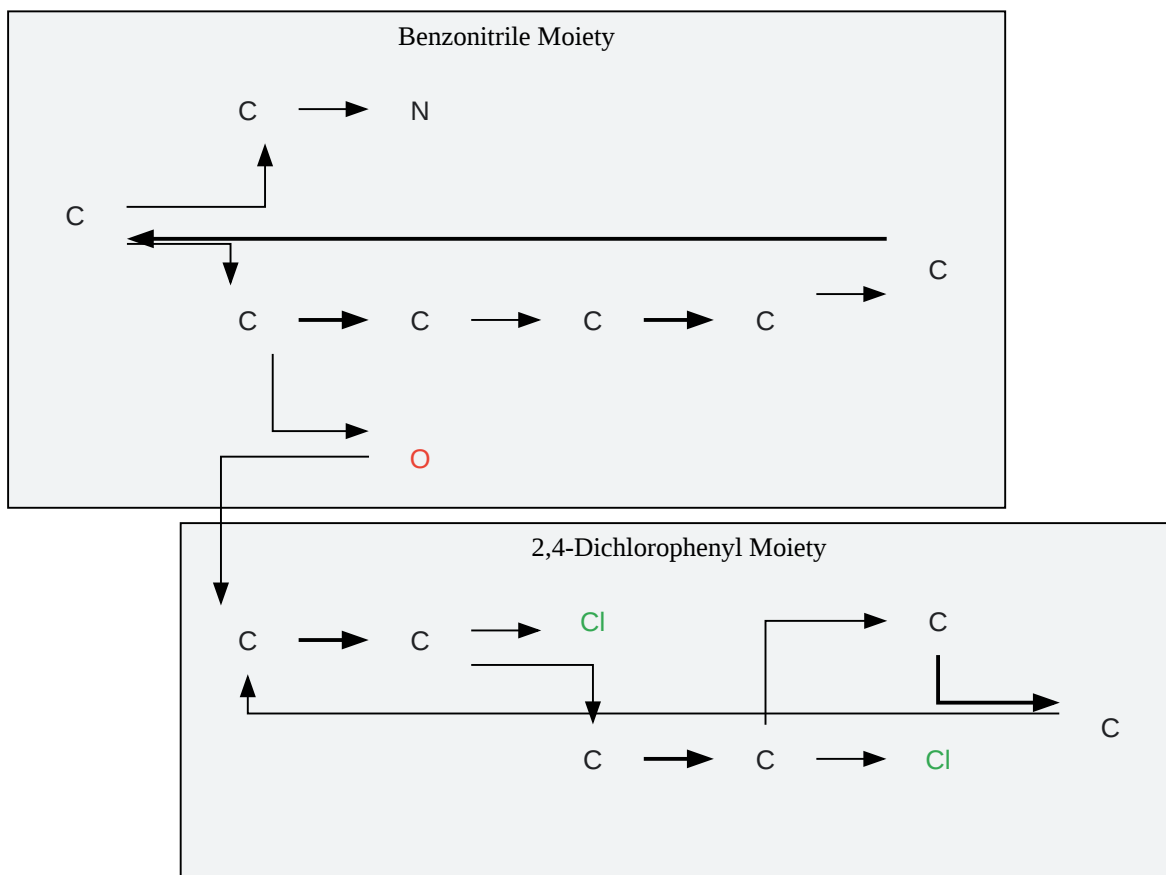 Benzonitrile Moiety
C N
C
C
C C C C
O
2,4-Dichlorophenyl Moiety
Cl C
C C
C
C C Cl